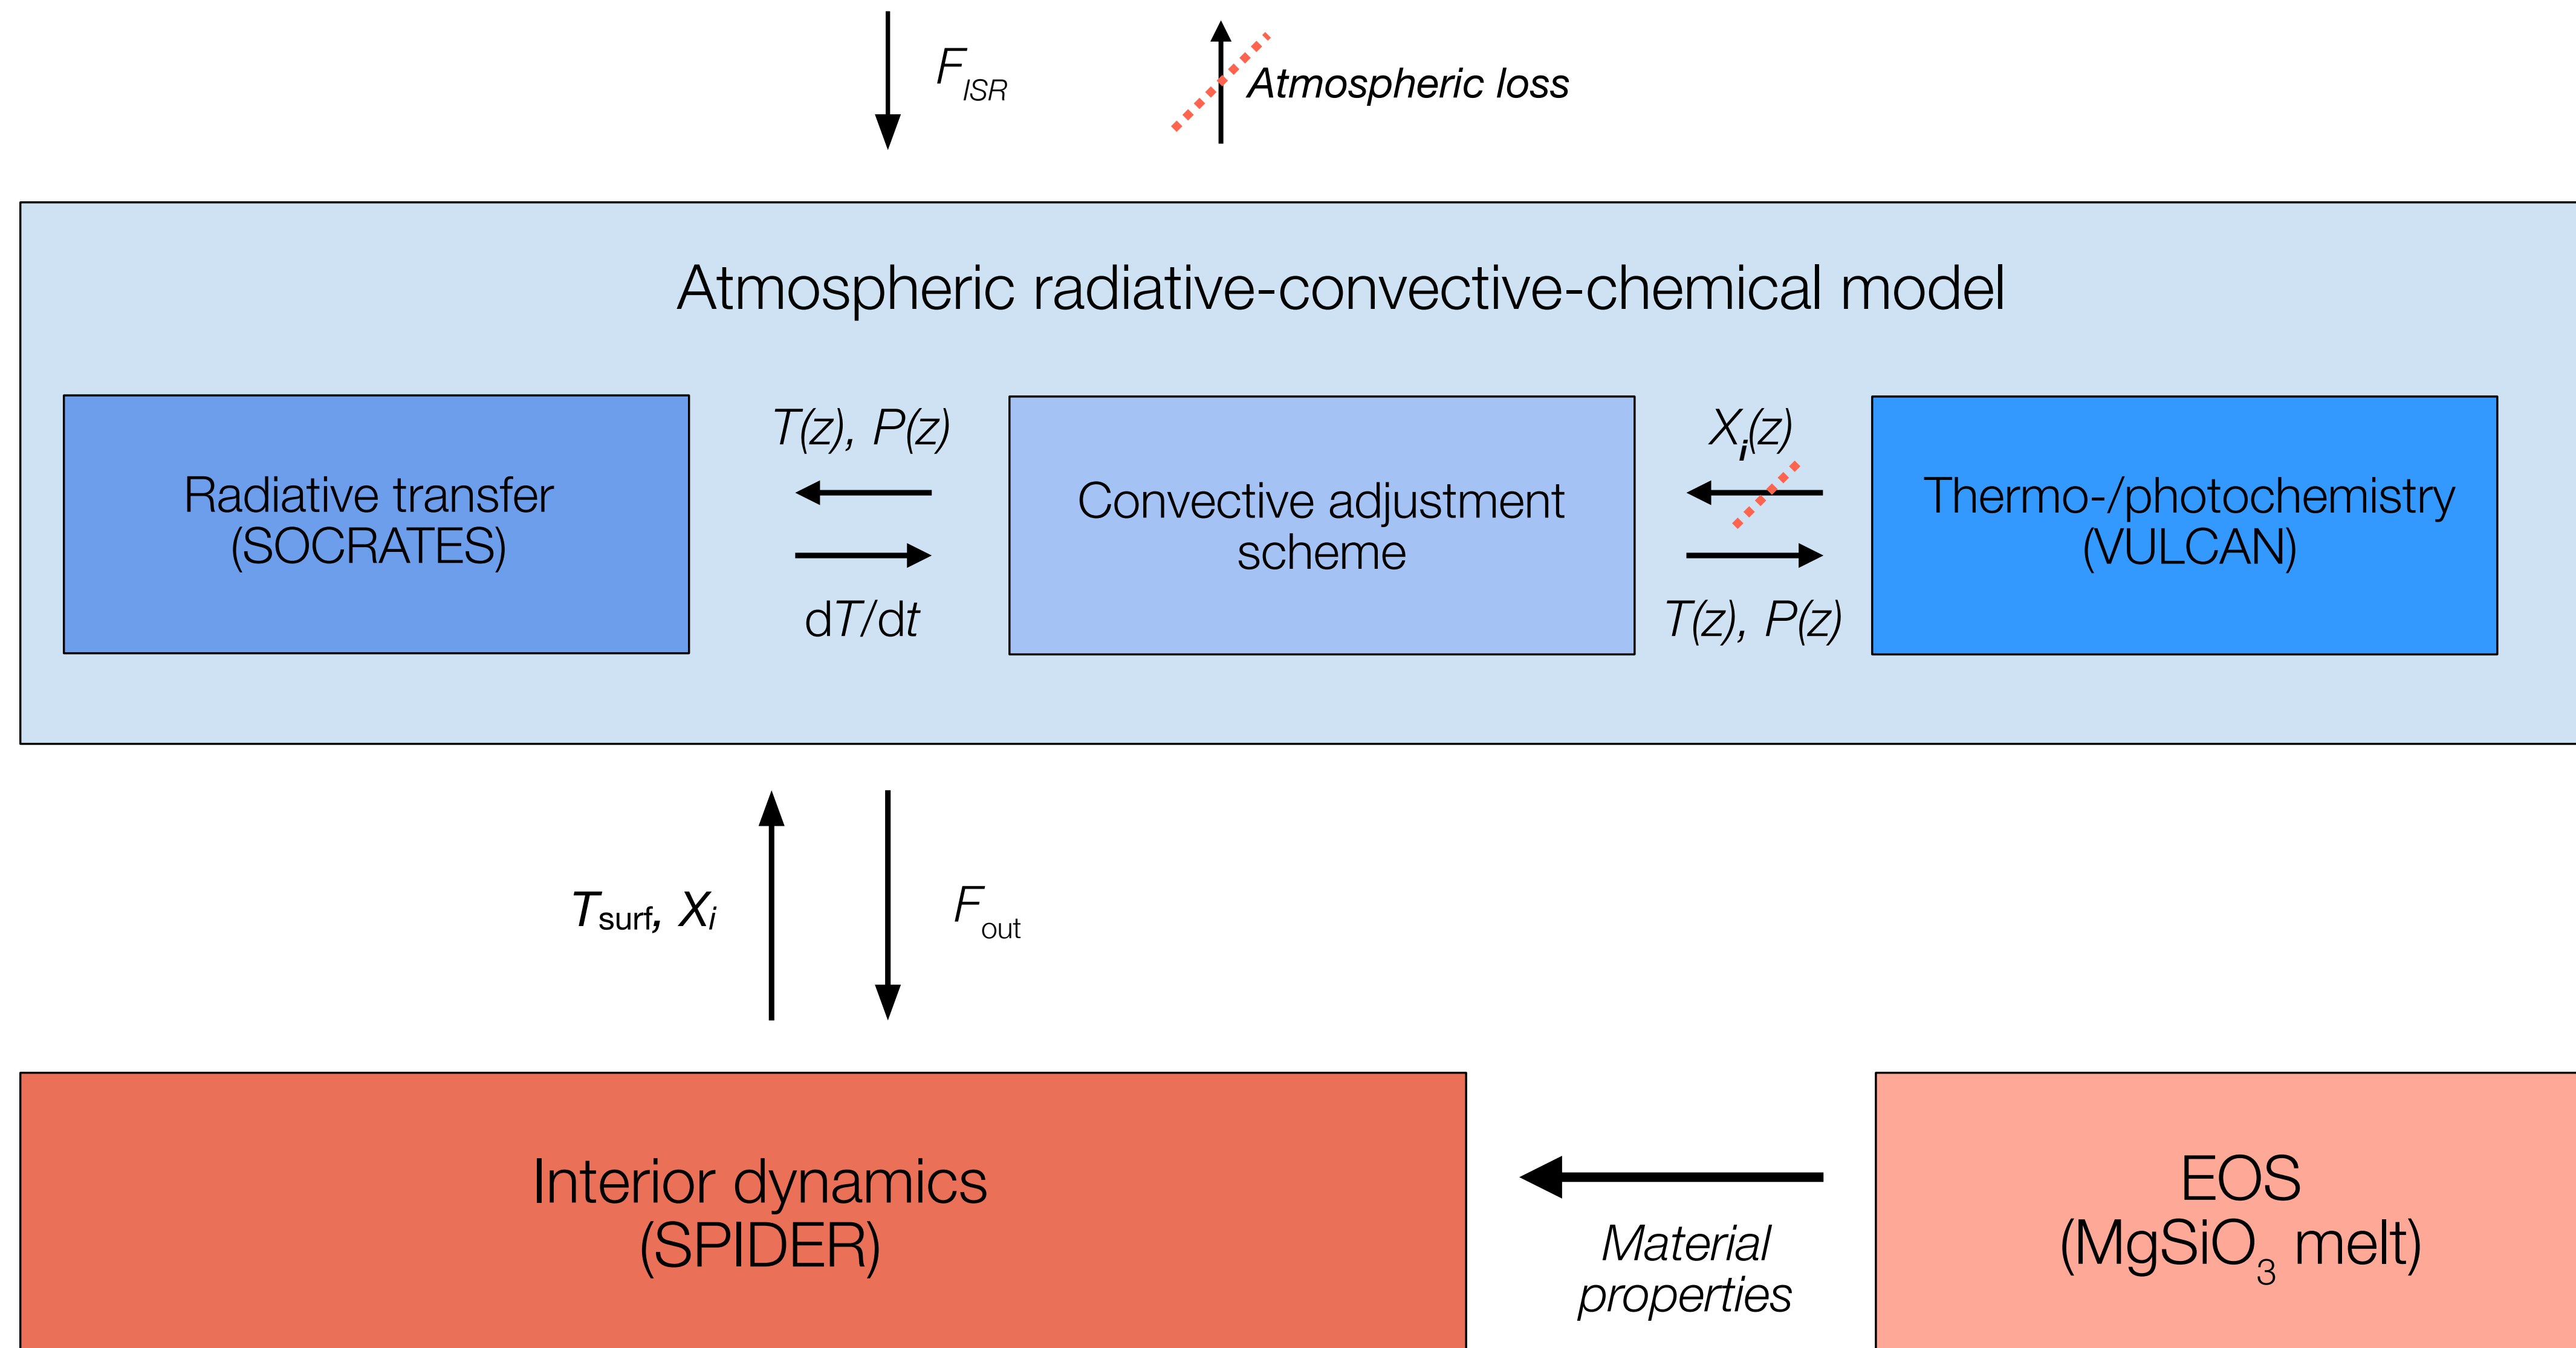 F_ISR
Atmospheric loss
Atmospheric radiative-convective-chemical model
Radiative transfer
(SOCRATES)
T(z), P(z)
dT/dt
Convective adjustment
scheme
X_i(z)
T(z), P(z)
Thermo-/photochemistry
(VULCAN)
T_surf, X_i
F_out
Interior dynamics
(SPIDER)
Material
properties
EOS
(MgSiO₃ melt)